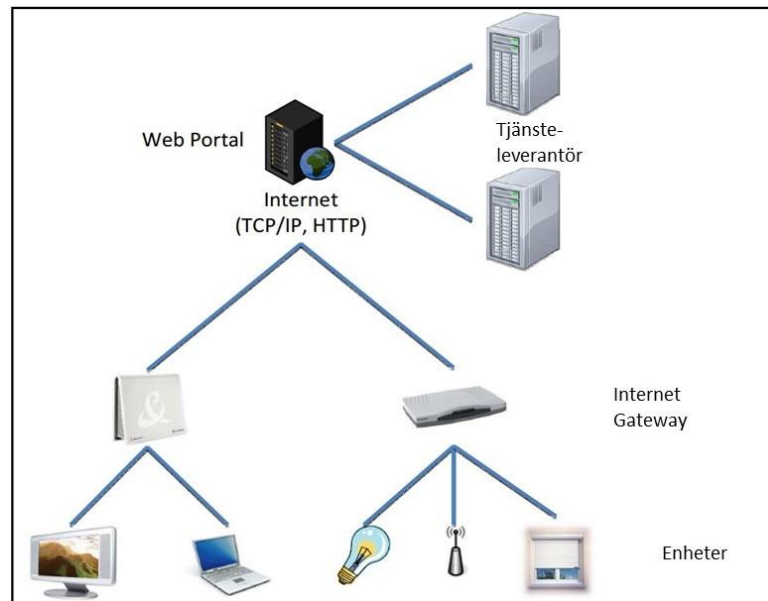 Web Portal
Tjänste-
leverantör
Internet
(TCP/IP, HTTP)
&
Internet
Gateway
Enheter